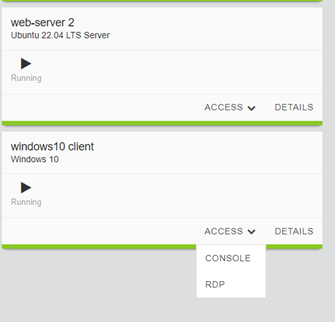 web-server 2
Ubuntu 22.04 LTS Server
Running
ACCESS DETAILS
windows10 client
Windows 10
Running
ACCESS DETAILS
CONSOLE
RDP